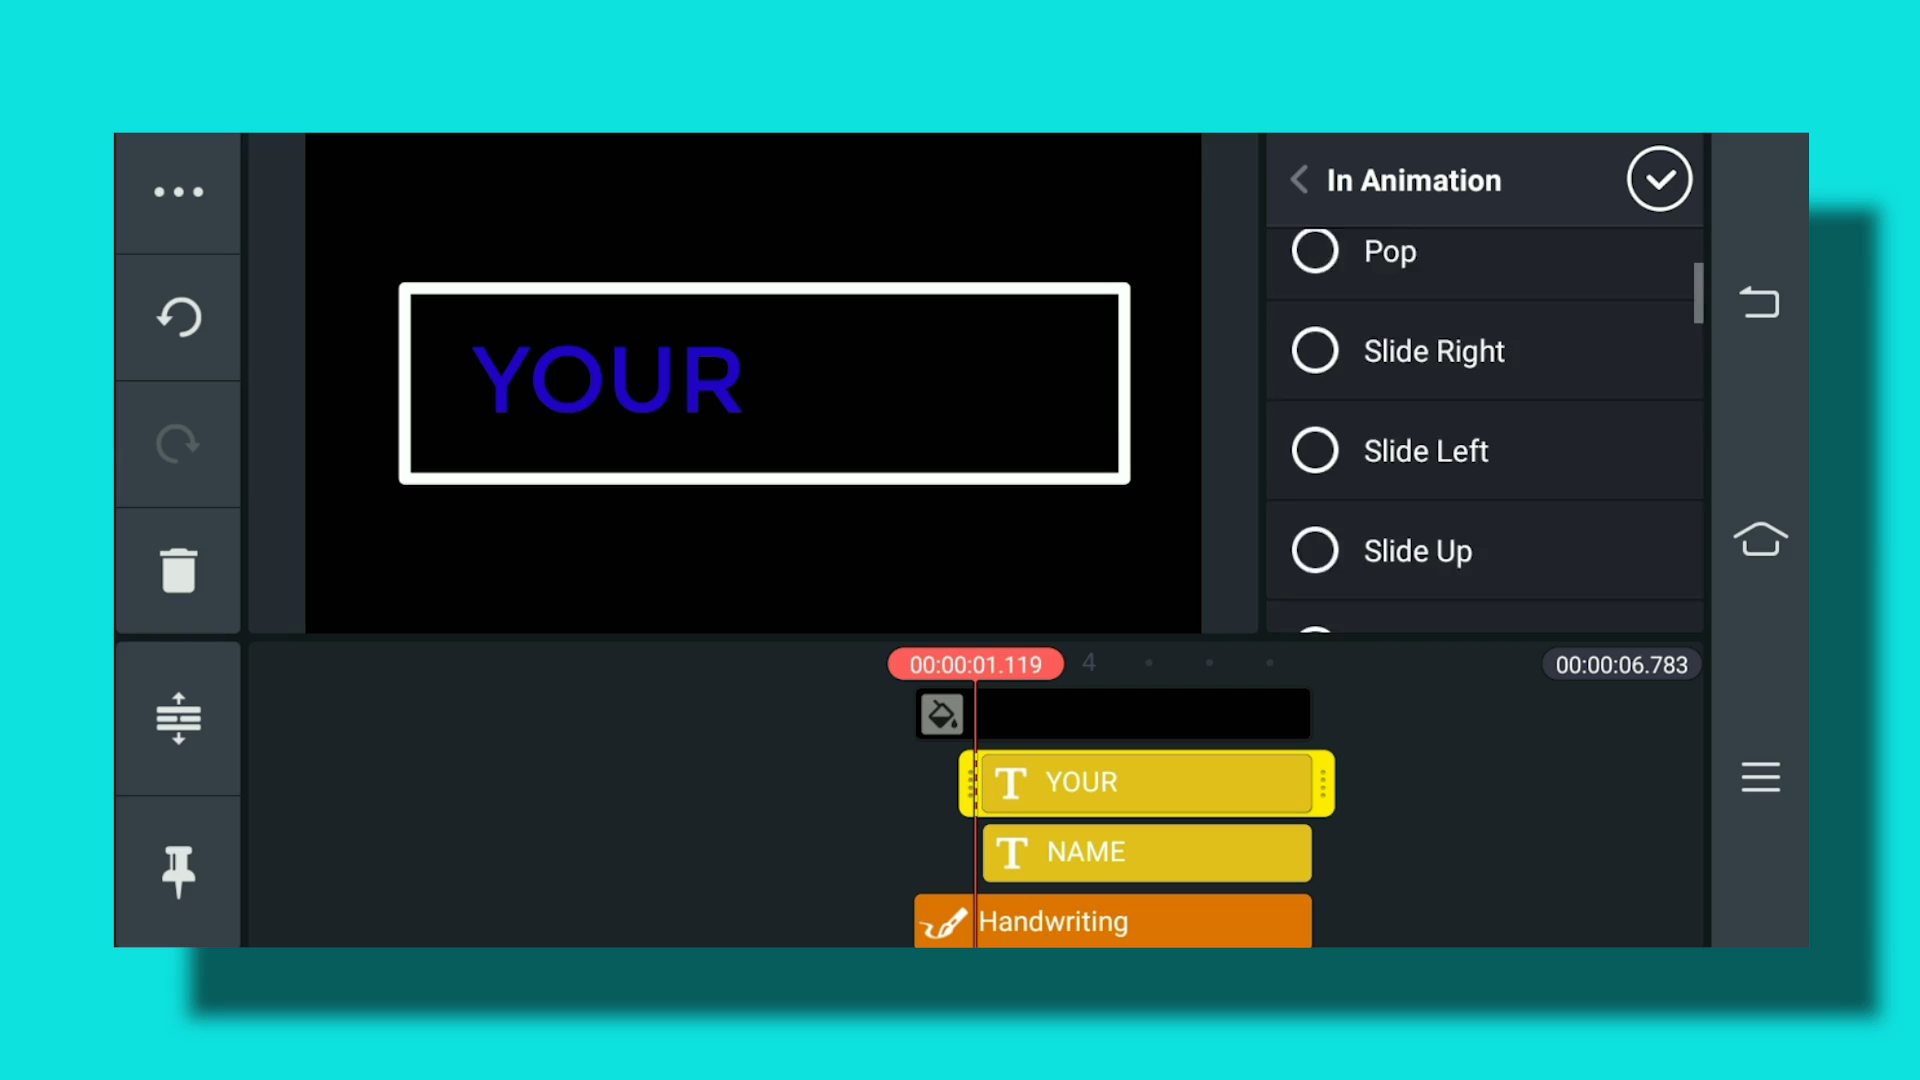 In Animation
Pop
Slide Right
Slide Left
Slide Up
YOUR
00:00:01.119
4
00:00:06.783
T YOUR
T NAME
Handwriting